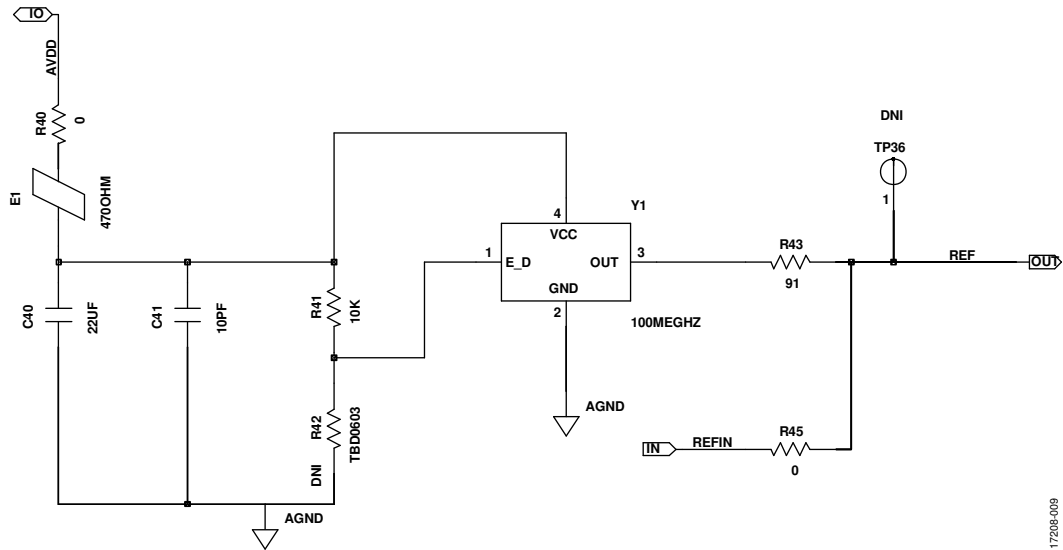 IO
AVDD
R40
0
E1
470OHM
C40
22UF
C41
10PF
R41
10K
R42
TBD0603
DNI
AGND
Y1
4
VCC
1
E_D
OUT
3
GND
2
100MEGHZ
AGND
DNI
TP36
1
R43
91
REF
OUT
IN
REFIN
R45
0
17208-009